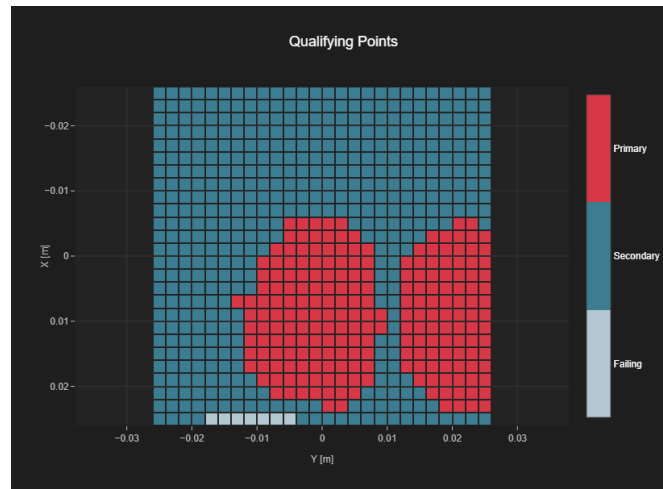 Qualifying Points
−0.02
−0.01
0
0.01
0.02
X [m]
−0.03
−0.02
−0.01
0
0.01
0.02
0.03
Y [m]
Primary
Secondary
Failing